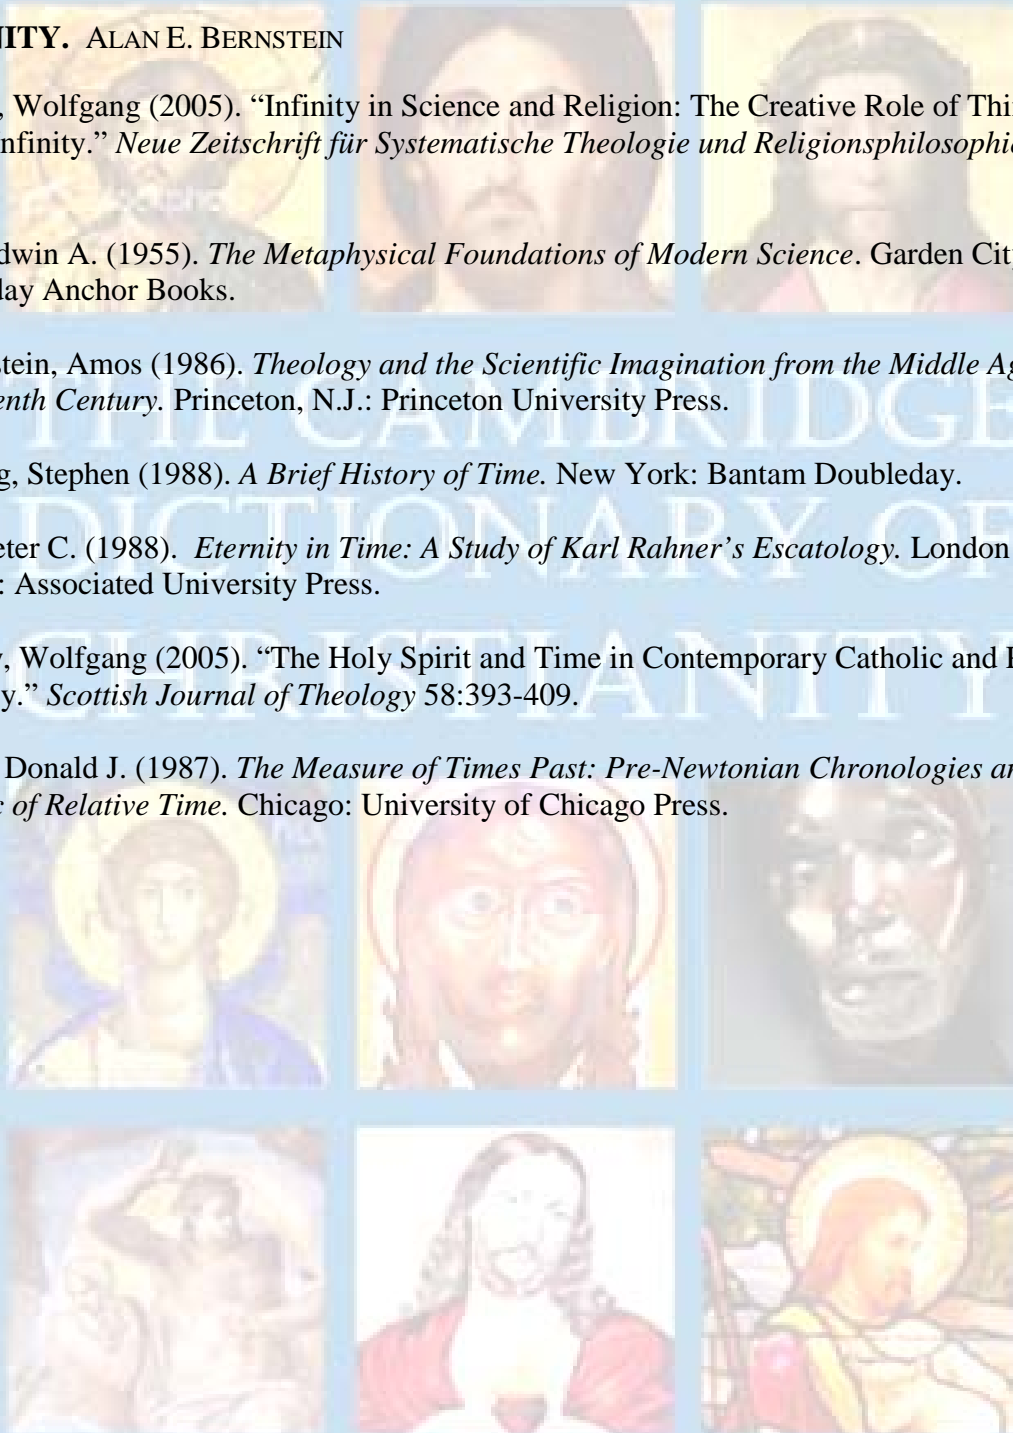 NITY. ALAN E. BERNSTEIN
, Wolfgang (2005). “Infinity in Science and Religion: The Creative Role of Thi
nfinity.” Neue Zeitschrift für Systematische Theologie und Religionsphilosophi
dwin A. (1955). The Metaphysical Foundations of Modern Science. Garden City
day Anchor Books.
stein, Amos (1986). Theology and the Scientific Imagination from the Middle Ag
enth Century. Princeton, N.J.: Princeton University Press.
THE CAMBRIDGE
g, Stephen (1988). A Brief History of Time. New York: Bantam Doubleday.
DICTIONARY OF
eter C. (1988). Eternity in Time: A Study of Karl Rahner’s Escatology. London
: Associated University Press.
CHRISTIANITY
, Wolfgang (2005). “The Holy Spirit and Time in Contemporary Catholic and
y.” Scottish Journal of Theology 58:393-409.
Donald J. (1987). The Measure of Times Past: Pre-Newtonian Chronologies an
c of Relative Time. Chicago: University of Chicago Press.